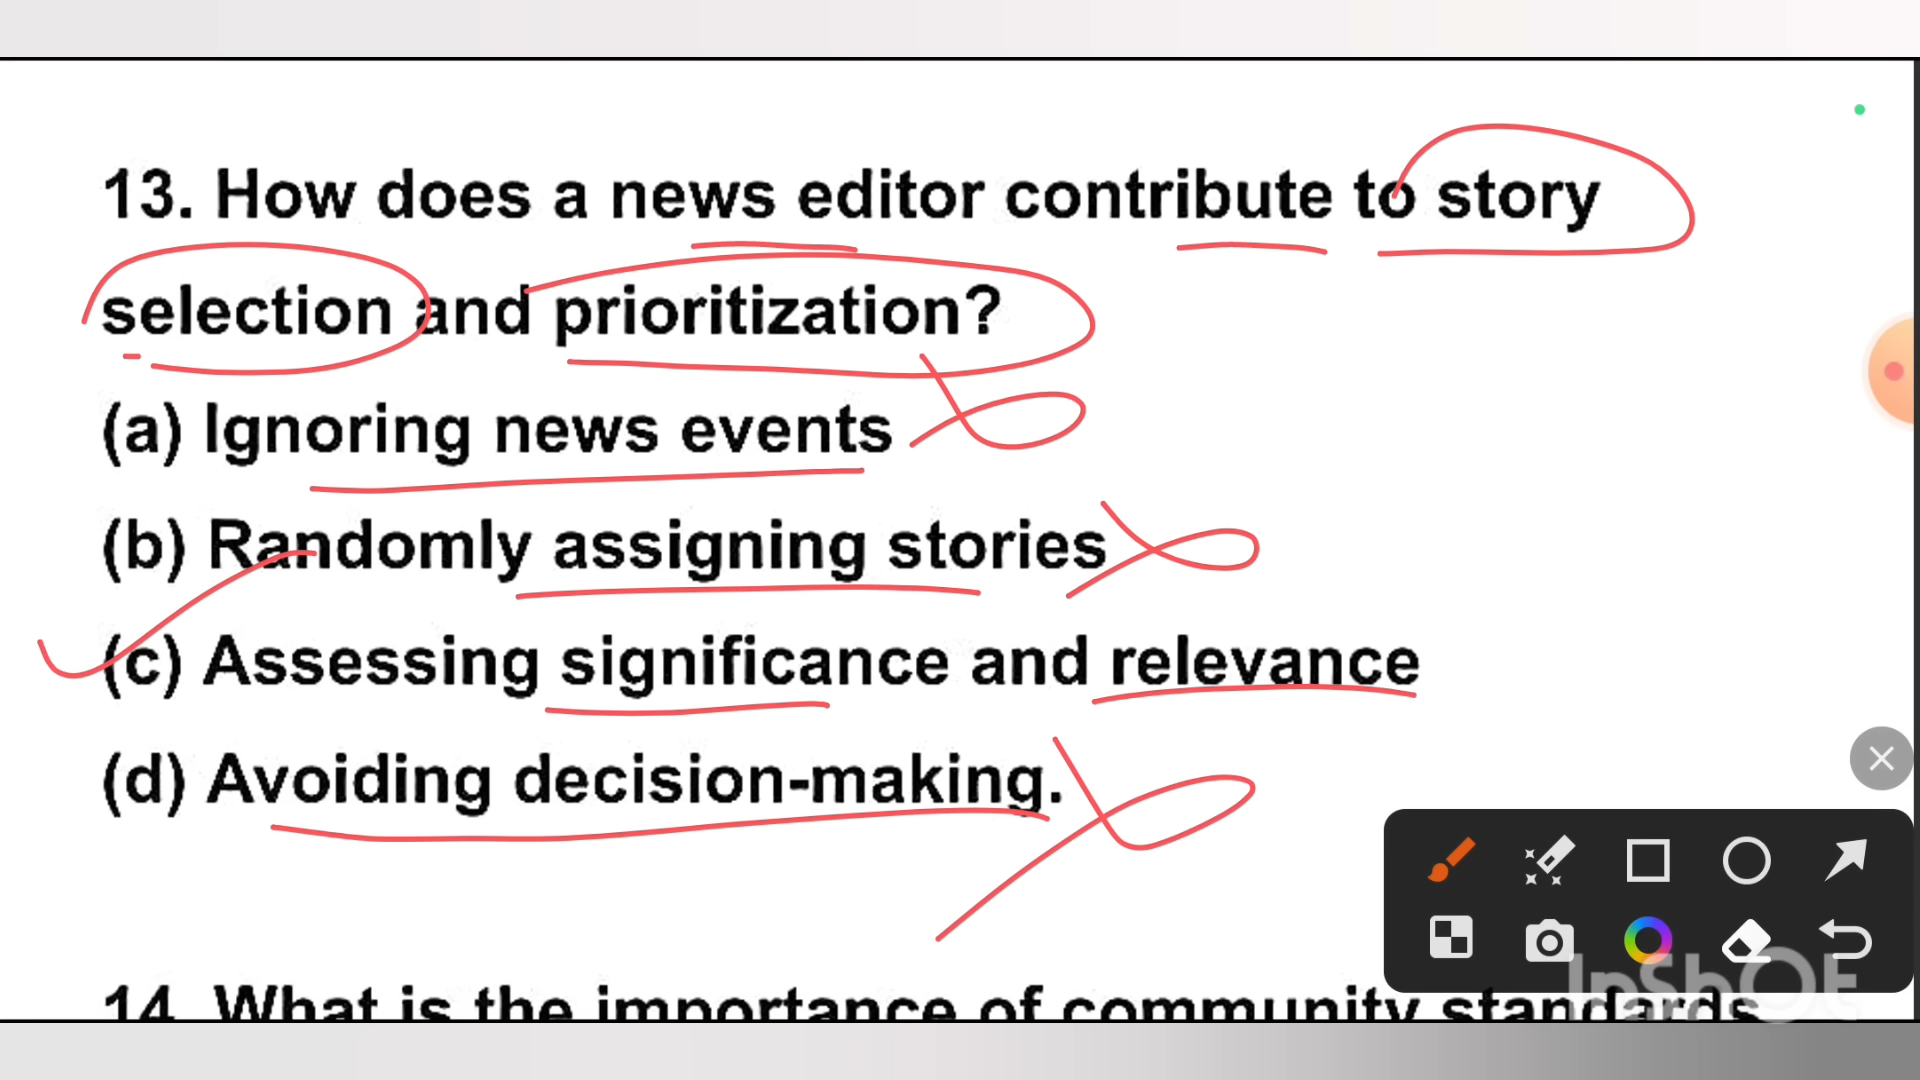 13. How does a news editor contribute to story
selection and prioritization?
(a) Ignoring news events
(b) Randomly assigning stories
(c) Assessing significance and relevance
(d) Avoiding decision-making.
14. What is the importance of community standards
InShOt